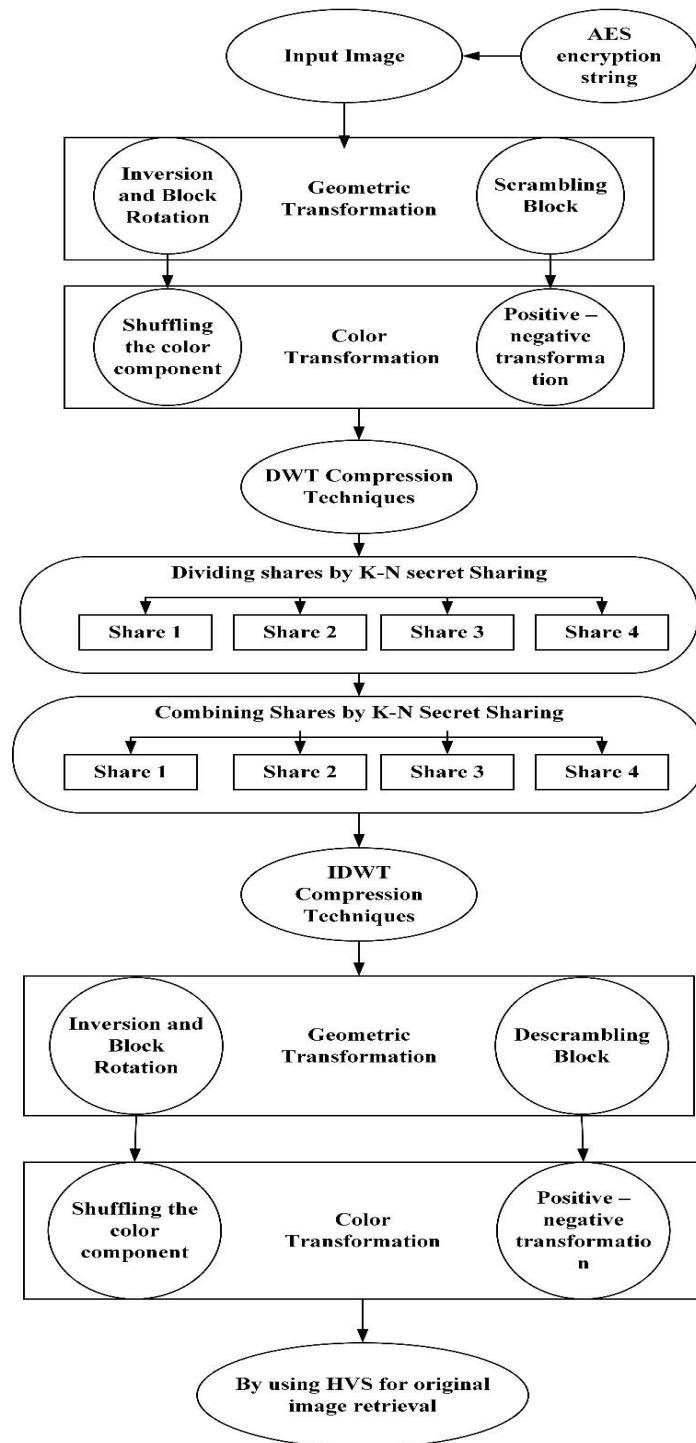 Input Image
AES
encryption
string
Inversion
and Block
Rotation
Geometric
Transformation
Scrambling
Block
Shuffling
the color
component
Color
Transformation
Positive –
negative
transforma
tion
DWT Compression
Techniques
Dividing shares by K-N secret Sharing
Share 1
Share 2
Share 3
Share 4
Combining Shares by K-N Secret Sharing
Share 1
Share 2
Share 3
Share 4
IDWT
Compression
Techniques
Inversion and
Block
Rotation
Geometric
Transformation
Descrambling
Block
Shuffling the
color
component
Color
Transformation
Positive –
negative
transformatio
n
By using HVS for original
image retrieval